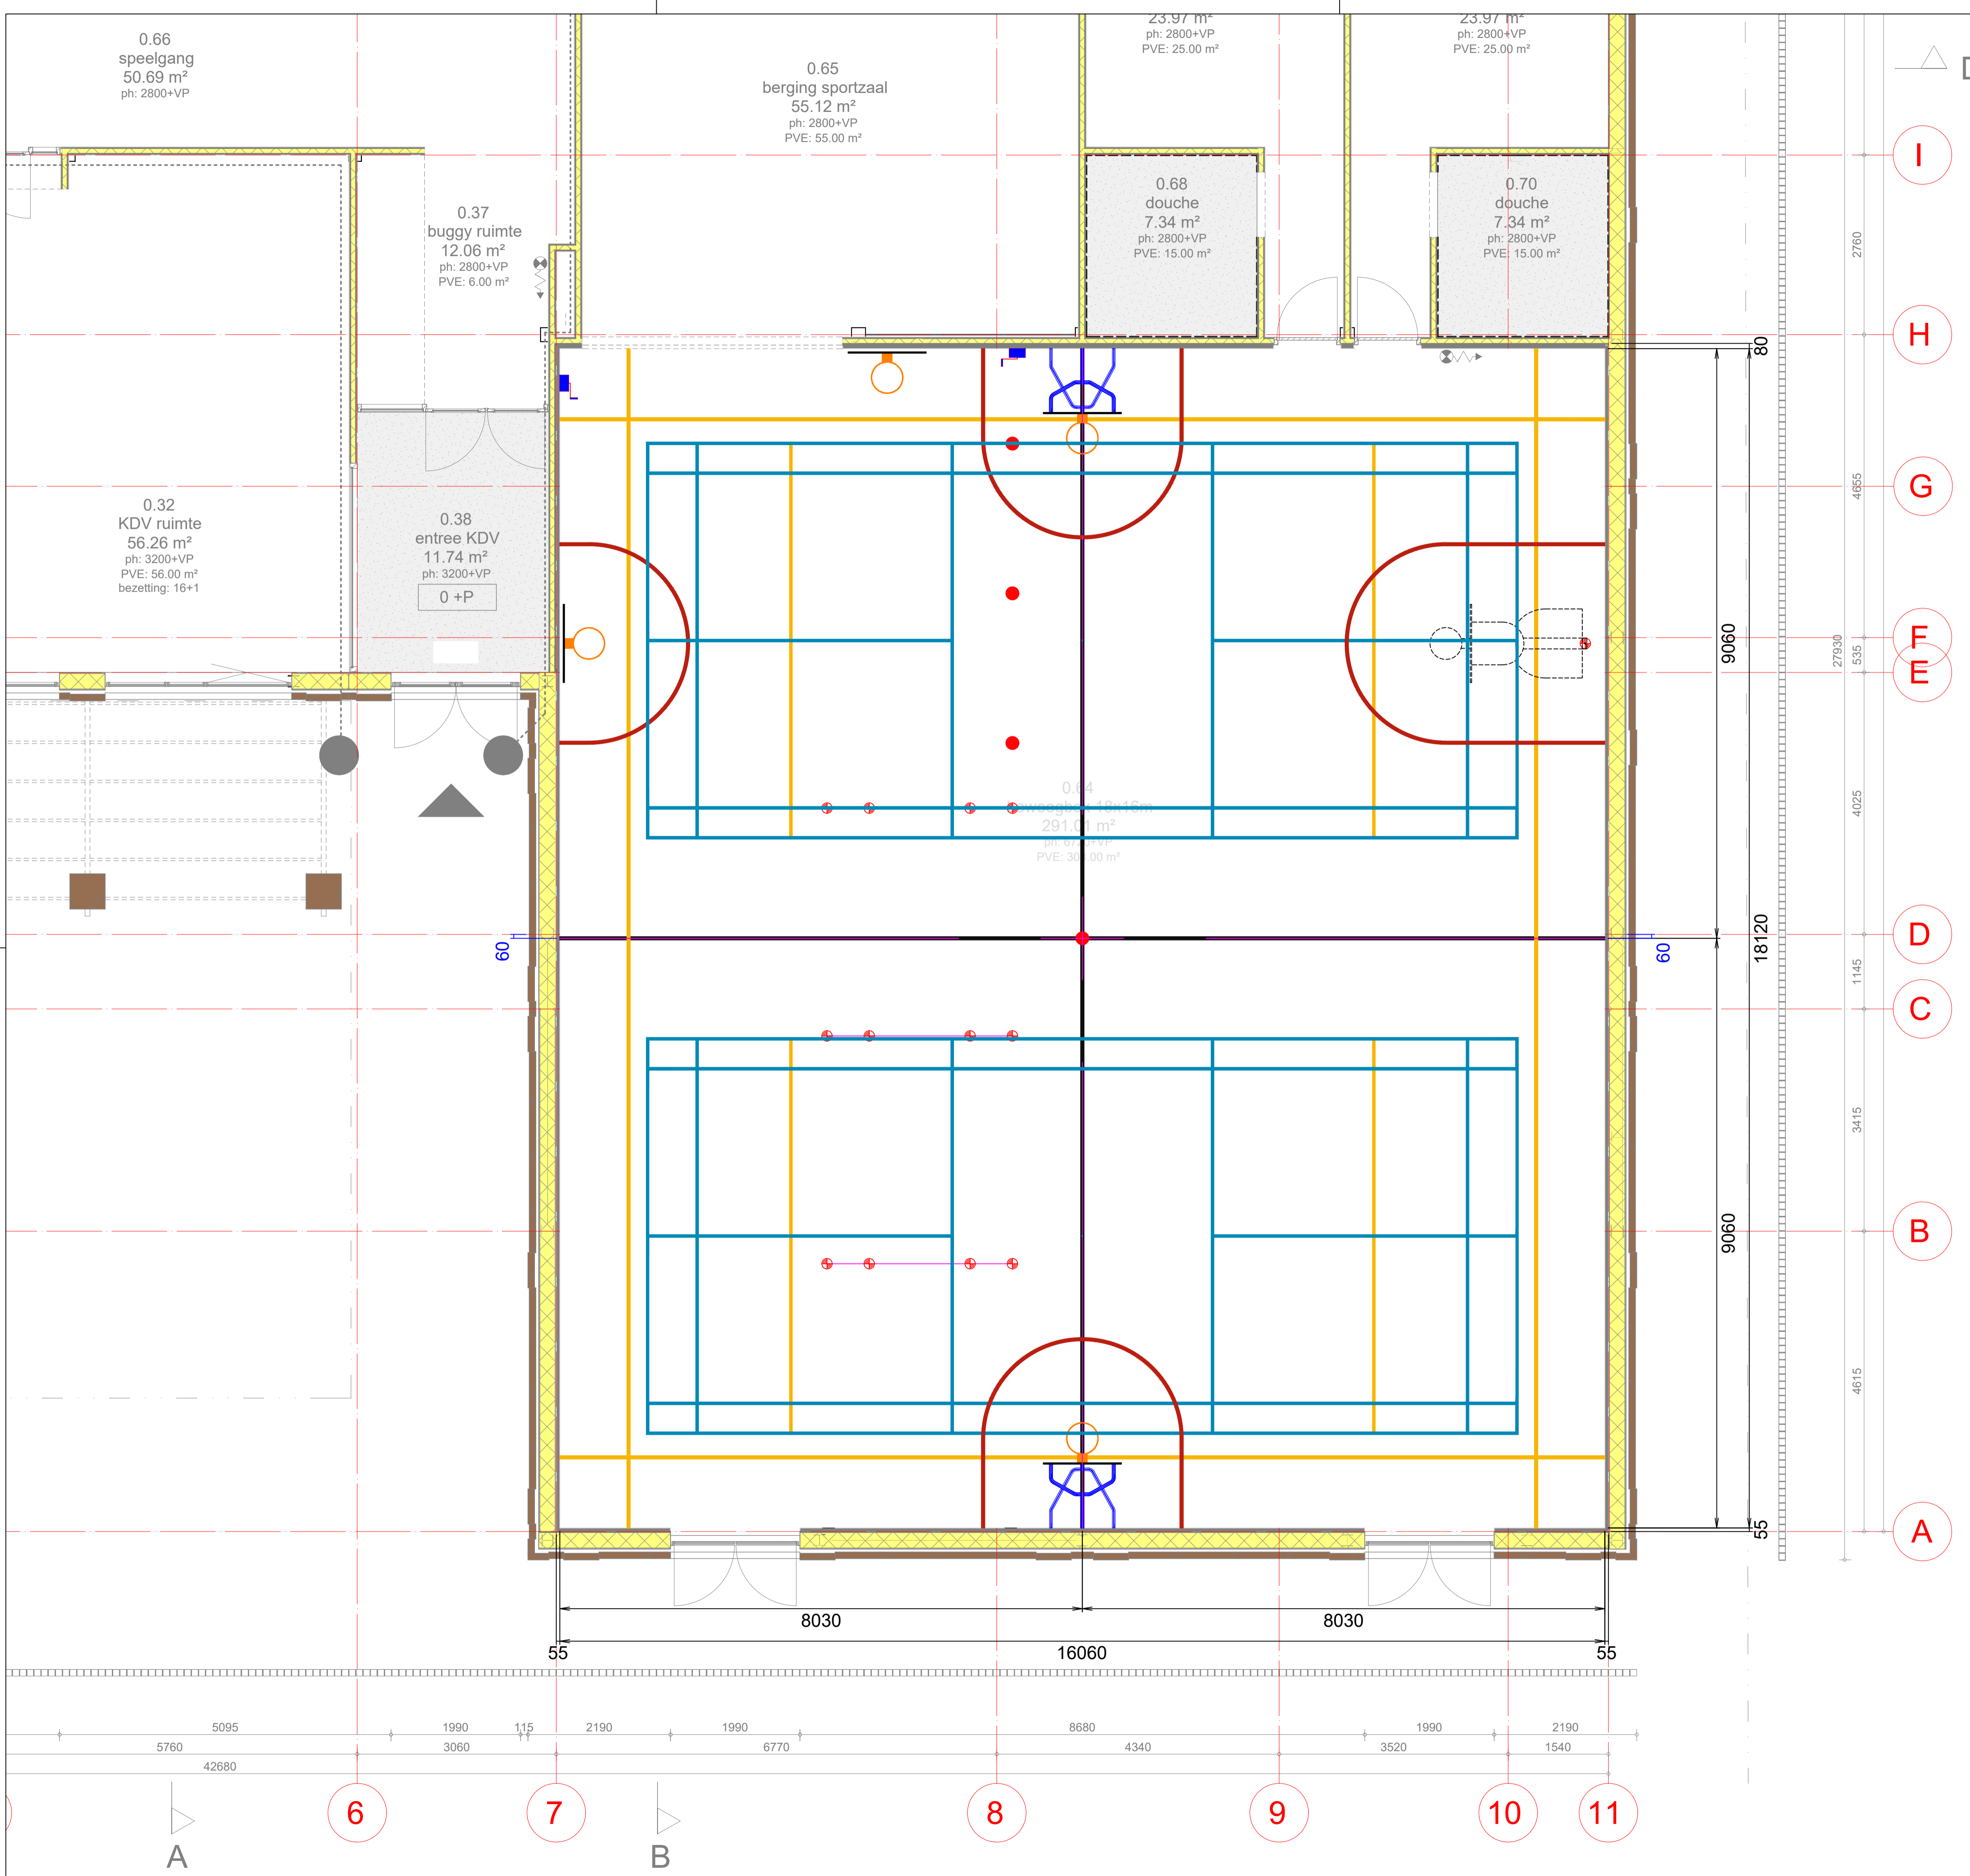 0.66
speelgang
50.69 m²
ph: 2800+VP
0.65
berging sportzaal
55.12 m²
ph: 2800+VP
PVE: 55.00 m²
23.97 m²
ph: 2800+VP
PVE: 25.00 m²
23.97 m²
ph: 2800+VP
PVE: 25.00 m²
0.37
buggy ruimte
12.06 m²
ph: 2800+VP
PVE: 6.00 m²
0.68
douche
7.34 m²
ph: 2800+VP
PVE: 15.00 m²
0.70
douche
7.34 m²
ph: 2800+VP
PVE: 15.00 m²
0.32
KDV ruimte
56.26 m²
ph: 3200+VP
PVE: 56.00 m²
bezetting: 16+1
0.38
entree KDV
11.74 m²
ph: 3200+VP
0 +P
0.64
18x16m
291.01 m²
I
H
G
F
E
D
C
B
A
2760
4655
535
4025
1145
3415
4615
27930
80
9060
18120
9060
55
60
60
8030
8030
55
16060
55
5095
1990
115
2190
1990
8680
1990
2190
5760
3060
6770
4340
3520
1540
42680
6
7
8
9
10
11
A
B